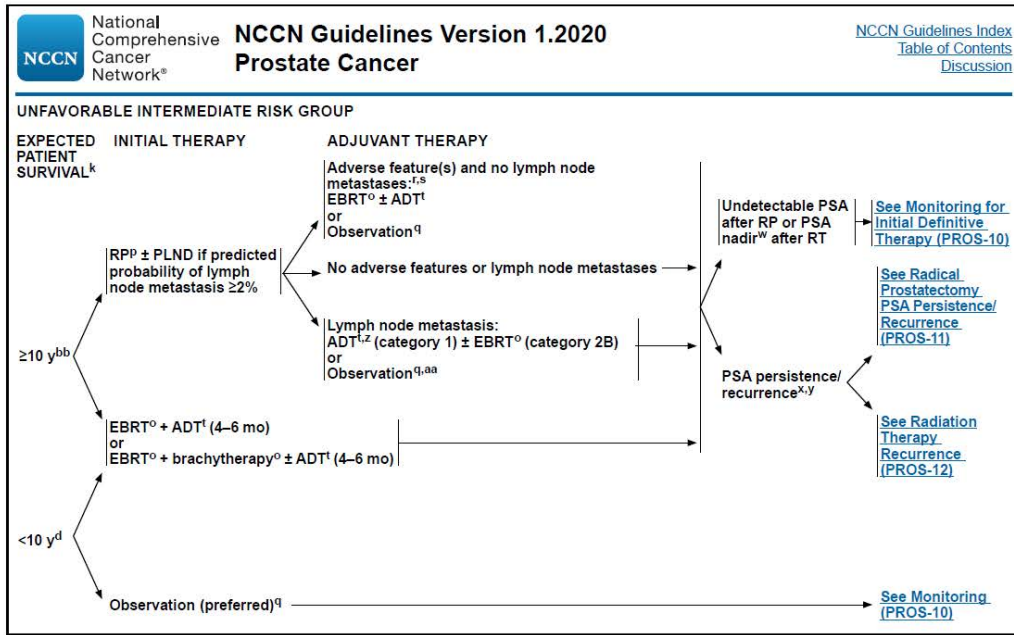 NCCN
National
Comprehensive
Cancer
Network®
NCCN Guidelines Version 1.2020
Prostate Cancer
NCCN Guidelines Index
Table of Contents
Discussion
UNFAVORABLE INTERMEDIATE RISK GROUP
EXPECTED
PATIENT
SURVIVALᵏ
INITIAL THERAPY
ADJUVANT THERAPY
≥10 yᵇᵇ
<10 yᵈ
RPᵖ ± PLND if predicted
probability of lymph
node metastasis ≥2%
EBRTᵒ + ADTᵗ (4–6 mo)
or
EBRTᵒ + brachytherapyᵒ ± ADTᵗ (4–6 mo)
Observation (preferred)q
Adverse feature(s) and no lymph node
metastases:ʳ,ˢ
EBRTᵒ ± ADTᵗ
or
Observationq
No adverse features or lymph node metastases
Lymph node metastasis:
ADTᵗ,ᶻ (category 1) ± EBRTᵒ (category 2B)
or
Observationq,ᵃᵃ
Undetectable PSA
after RP or PSA
nadirʷ after RT
PSA persistence/
recurrenceˣ,ʸ
See Monitoring for
Initial Definitive
Therapy (PROS-10)
See Radical
Prostatectomy
PSA Persistence/
Recurrence
(PROS-11)
See Radiation
Therapy
Recurrence
(PROS-12)
See Monitoring
(PROS-10)